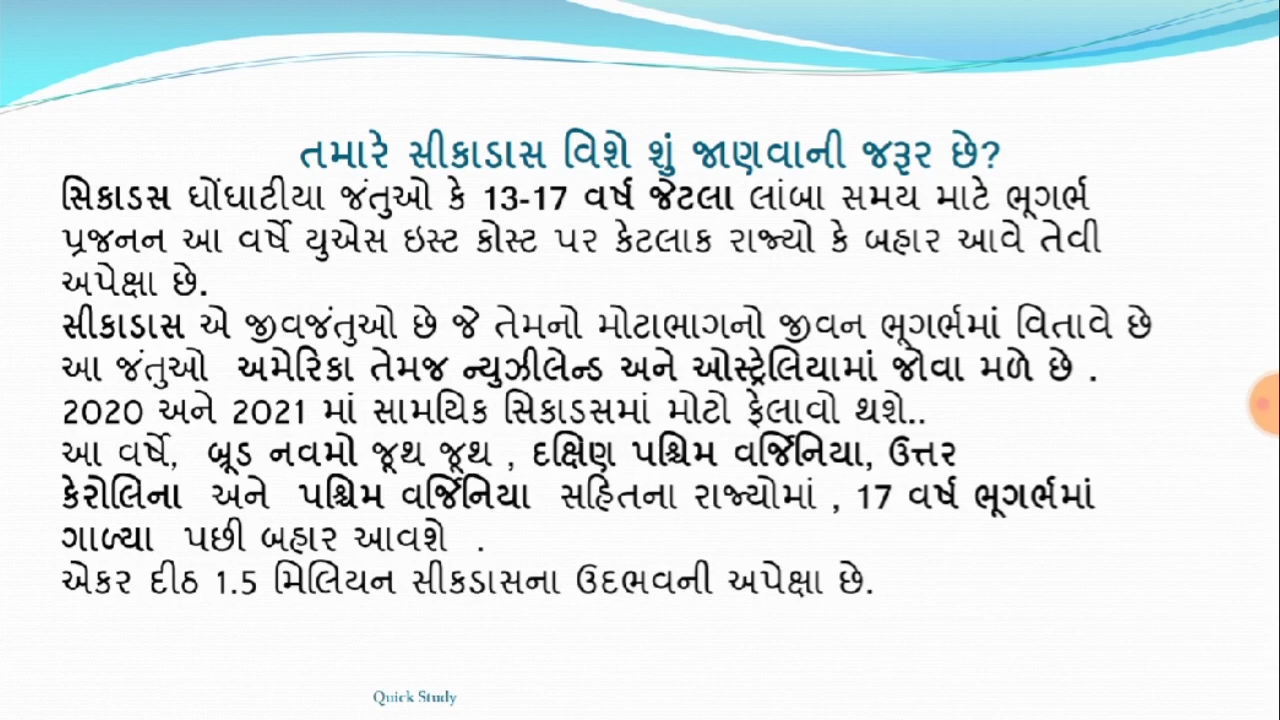 તમારે સીકાડાસ વિશે શું જાણવાની જરૂર છે?
સિકાડસ ઘોંઘાટીયા જંતુઓ કે 13-17 વર્ષ જેટલા લાંબા સમય માટે ભૂગર્ભ
પ્રજનન આ વર્ષે યુએસ ઇસ્ટ કોસ્ટ પર કેટલાક રાજ્યો કે બહાર આવે તેવી
અપેક્ષા છે.
સીકાડાસ એ જીવજંતુઓ છે જે તેમનો મોટાભાગનો જીવન ભૂગર્ભમાં વિતાવે છે
આ જંતુઓ અમેરિકા તેમજ ન્યુઝીલેન્ડ અને ઓસ્ટ્રેલિયામાં જોવા મળે છે .
2020 અને 2021 માં સામયિક સિકાડસમાં મોટો ફેલાવો થશે..
આ વર્ષે, બ્રૂડ નવમો જૂથ જૂથ , દક્ષિણ પશ્ચિમ વર્જિનિયા, ઉત્તર
કેરોલિના અને પશ્ચિમ વર્જિનિયા સહિતના રાજ્યોમાં , 17 વર્ષ ભૂગર્ભમાં
ગાળ્યા પછી બહાર આવશે .
એકર દીઠ 1.5 મિલિયન સીકડાસના ઉદભવની અપેક્ષા છે.
Quick Study